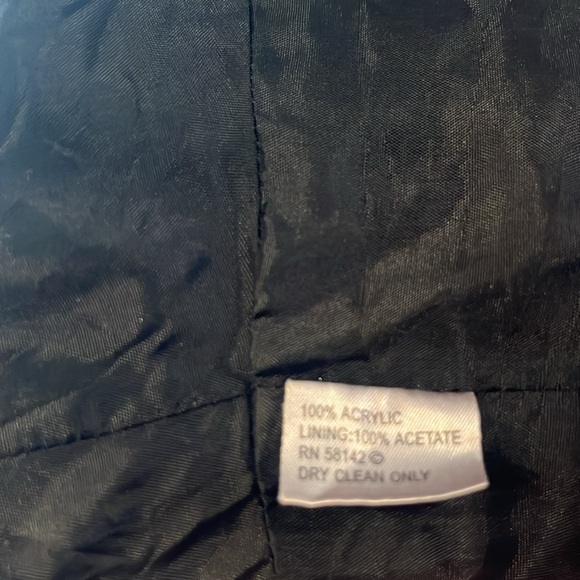 100% ACRYLIC
LINING:100% ACETATE
RN 58142©
DRY CLEAN ONLY